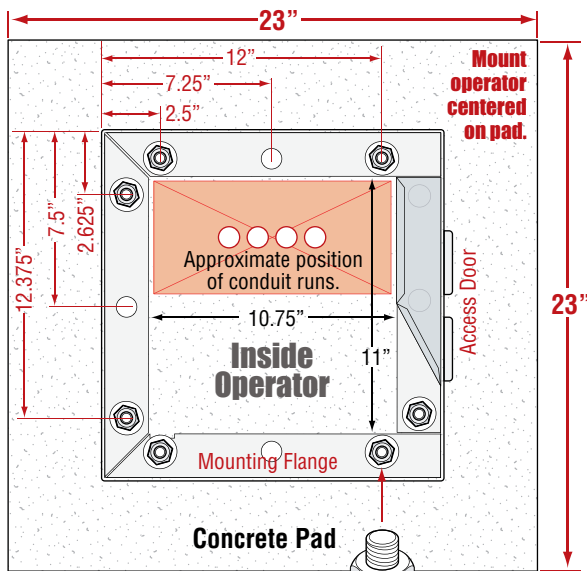 23”
12”
7.25”
2.5”
Mount
operator
centered
on pad.
12.375”
7.5”
2.625”
Approximate position
of conduit runs.
10.75”
11”
Inside
Operator
Access Door
23”
Mounting Flange
Concrete Pad